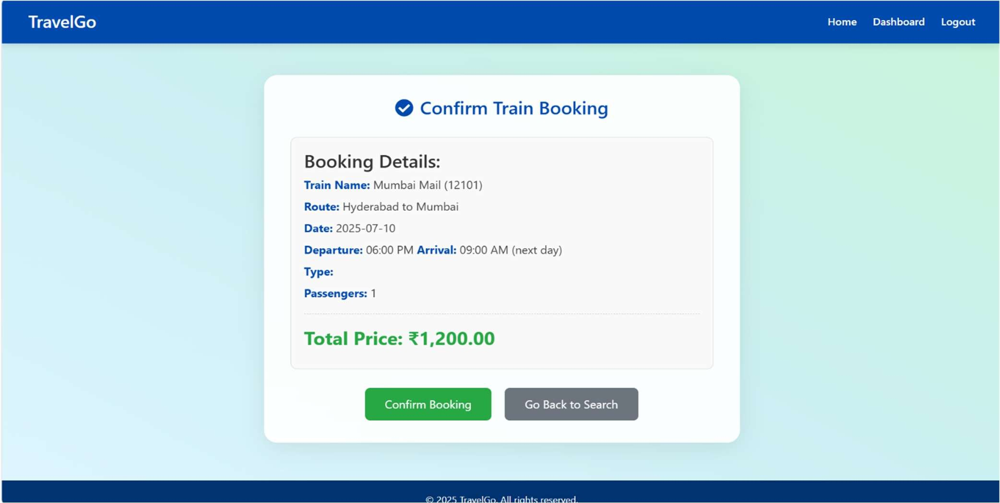 TravelGo
Home Dashboard Logout
Confirm Train Booking
Booking Details:
Train Name: Mumbai Mail (12101)
Route: Hyderabad to Mumbai
Date: 2025-07-10
Departure: 06:00 PM Arrival: 09:00 AM (next day)
Type:
Passengers: 1
Total Price: ₹1,200.00
Confirm Booking Go Back to Search
© 2025 TravelGo. All rights reserved.